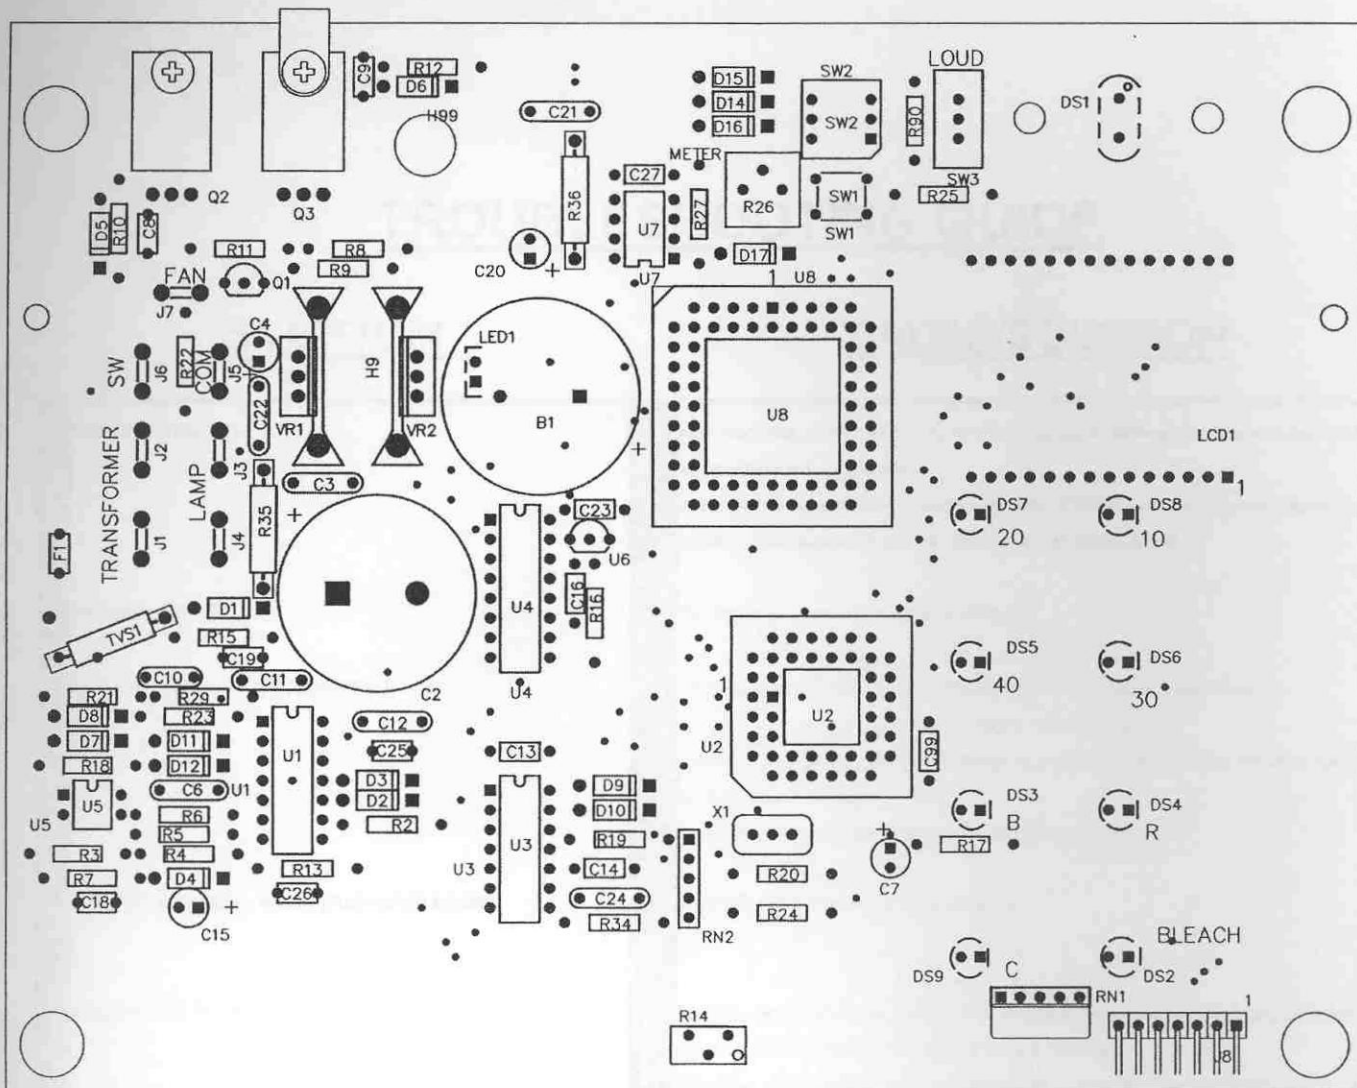 LOUD
C9
R12
D6
H99
C21
D15
D14
D16
SW2
SW2
R90
DS1
METER
SW3
Q2
Q3
D5
R10
C8
R36
C27
U7
U7
R27
R26
SW1
SW1
R25
R11
R8
R9
C20
+
D17
FAN
Q1
J7
1
U8
C4
+
LED1
SW
J6
R22
COM
J5
H9
C22
VR1
VR2
B1
+
U8
LCD1
1
TRANSFORMER
J2
LAMP
J3
C3
+
R35
DS7
20
DS8
10
F1
J1
J4
C23
U6
U4
C16
R16
D1
TVS1
R15
C19
C10
C11
C2
U4
1
DS5
40
DS6
30
R21
R29
D8
R23
C12
U2
U2
D7
D11
U1
C25
C13
C99
R18
D12
D3
D9
C6
U1
D2
D10
DS3
B
DS4
R
U5
U5
R6
R2
X1
+
R5
R19
U3
R17
R3
R4
R13
U3
C14
R20
C7
R7
D4
C18
C26
C24
R24
+
C15
R34
RN2
BLEACH
DS9
C
DS2
RN1
1
R14
J8